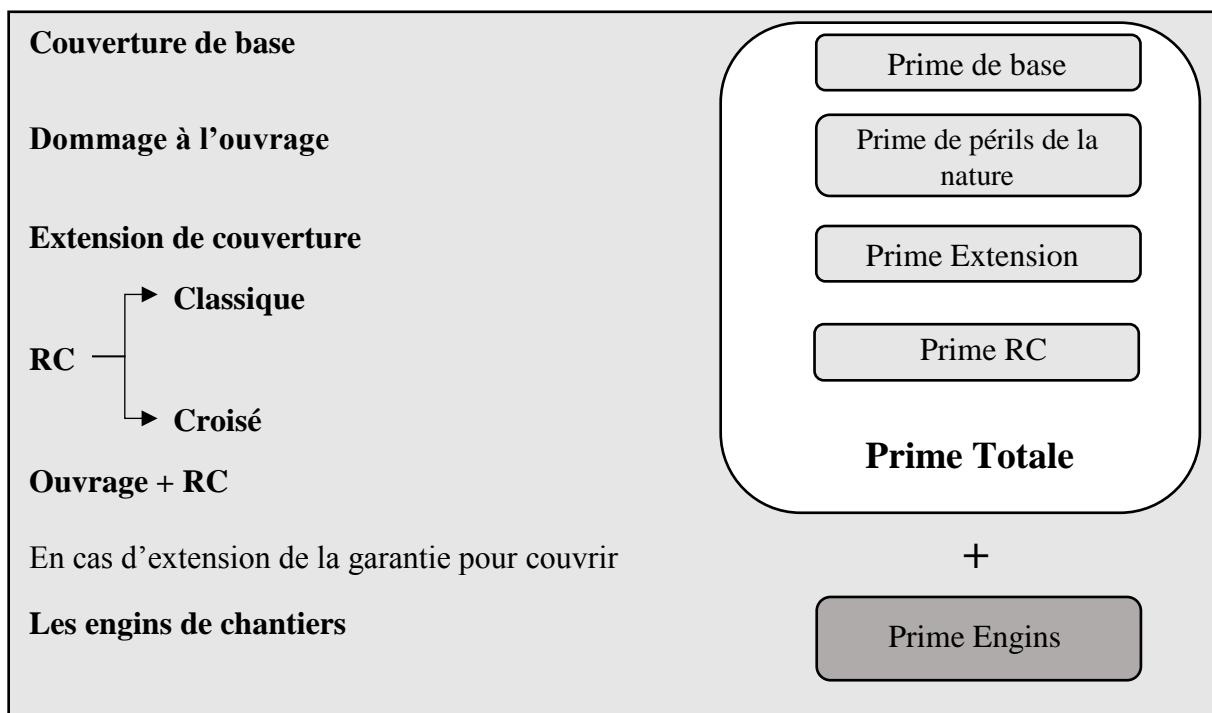 Couverture de base
Prime de base
Dommage à l'ouvrage
Prime de périls de la
nature
Extension de couverture
Prime Extension
Classique
RC
Prime RC
Croisé
Prime Totale
Ouvrage + RC
En cas d'extension de la garantie pour couvrir
+
Les engins de chantiers
Prime Engins